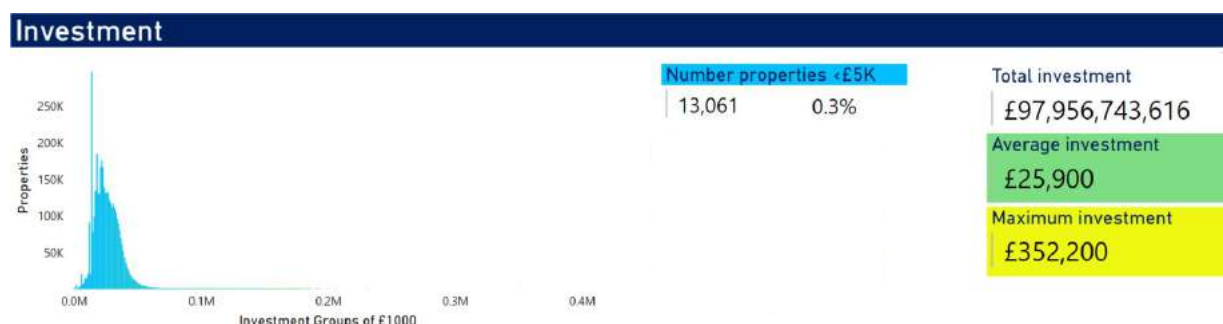 Investment
Properties
250K
200K
150K
100K
50K
0.0M 0.1M 0.2M 0.3M 0.4M
Investment Groups of £1000
Number properties <£5K
13,061 0.3%
Total investment
£97,956,743,616
Average investment
£25,900
Maximum investment
£352,200